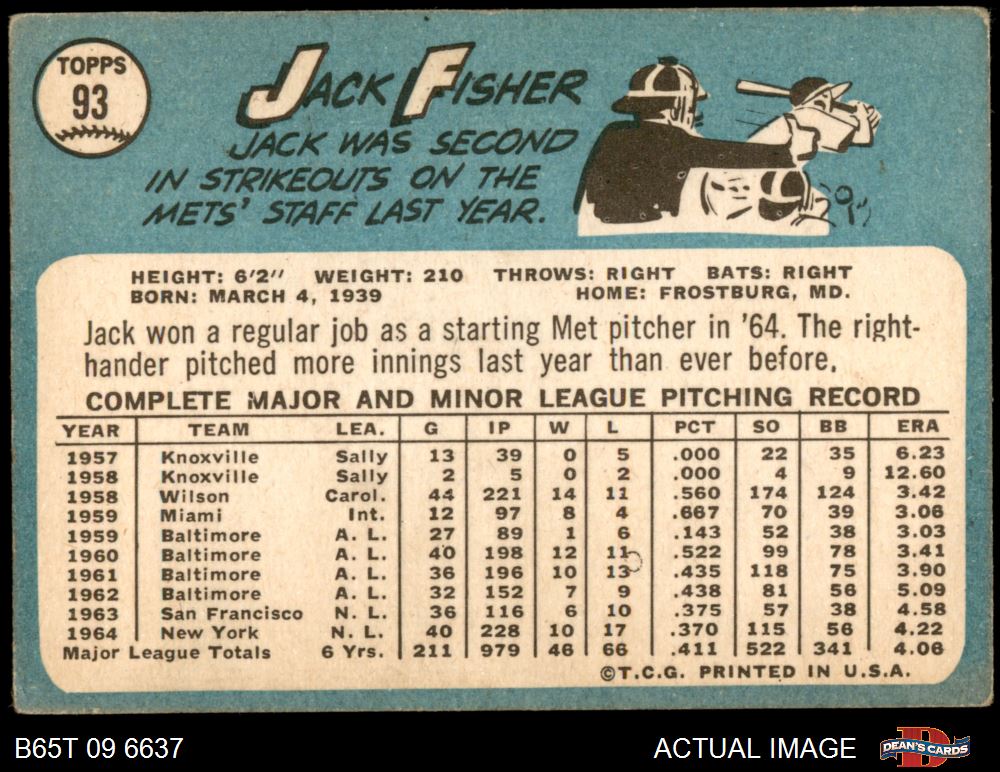 TOPPS
93
JACK FISHER
JACK WAS SECOND
IN STRIKEOUTS ON THE
METS' STAFF LAST YEAR.
HEIGHT: 6'2" WEIGHT: 210 THROWS: RIGHT BATS: RIGHT
BORN: MARCH 4, 1939 HOME: FROSTBURG, MD.
Jack won a regular job as a starting Met pitcher in '64. The right-
hander pitched more innings last year than ever before.
COMPLETE MAJOR AND MINOR LEAGUE PITCHING RECORD
YEAR TEAM LEA. G IP W L PCT SO BB ERA
1957 Knoxville Sally 13 39 0 5 .000 22 35 6.23
1958 Knoxville Sally 2 5 0 2 .000 4 9 12.60
1958 Wilson Carol. 44 221 14 11 .560 174 124 3.42
1959 Miami Int. 12 97 8 4 .667 70 39 3.06
1959 Baltimore A. L. 27 89 1 6 .143 52 38 3.03
1960 Baltimore A. L. 40 198 12 11 .522 99 78 3.41
1961 Baltimore A. L. 36 196 10 13 .435 118 75 3.90
1962 Baltimore A. L. 32 152 7 9 .438 81 56 5.09
1963 San Francisco N. L. 36 116 6 10 .375 57 38 4.58
1964 New York N. L. 40 228 10 17 .370 115 56 4.22
Major League Totals 6 Yrs. 211 979 46 66 .411 522 341 4.06
©T.C.G. PRINTED IN U.S.A.
B65T 09 6637 ACTUAL IMAGE DEAN'S CARDS